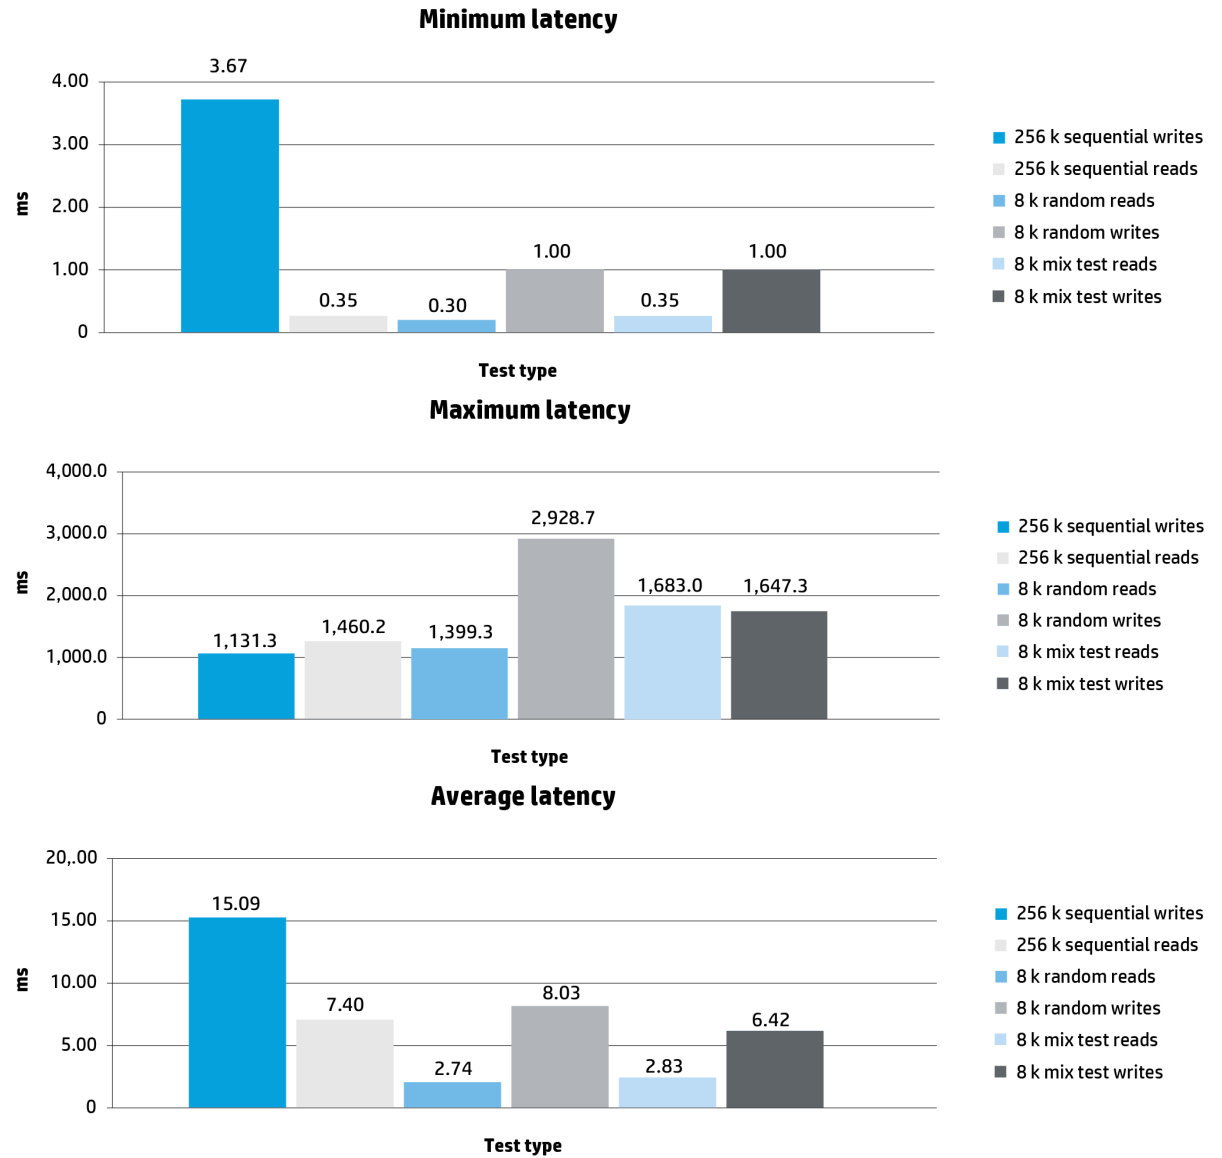 Minimum latency
3.67
4.00
3.00
2.00
1.00
0
ms
0.35
0.30
1.00
0.35
1.00
Test type
256 k sequential writes
256 k sequential reads
8 k random reads
8 k random writes
8 k mix test reads
8 k mix test writes
Maximum latency
4,000.0
3,000.0
2,000.0
1,000.0
0
ms
1,131.3
1,460.2
1,399.3
2,928.7
1,683.0
1,647.3
Test type
256 k sequential writes
256 k sequential reads
8 k random reads
8 k random writes
8 k mix test reads
8 k mix test writes
Average latency
20,.00
15.00
10.00
5.00
0
ms
15.09
7.40
2.74
8.03
2.83
6.42
Test type
256 k sequential writes
256 k sequential reads
8 k random reads
8 k random writes
8 k mix test reads
8 k mix test writes